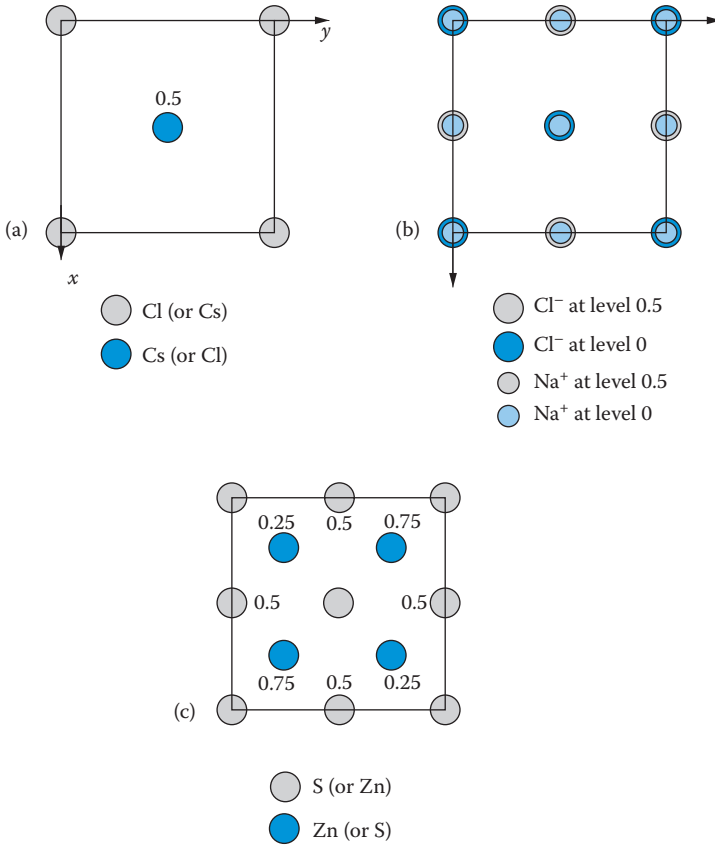 y
0.5
(a)
x
Cl (or Cs)
Cs (or Cl)
(b)
Cl⁻ at level 0.5
Cl⁻ at level 0
Na⁺ at level 0.5
Na⁺ at level 0
0.25 0.5 0.75
0.5 0.5
0.75 0.5 0.25
(c)
S (or Zn)
Zn (or S)